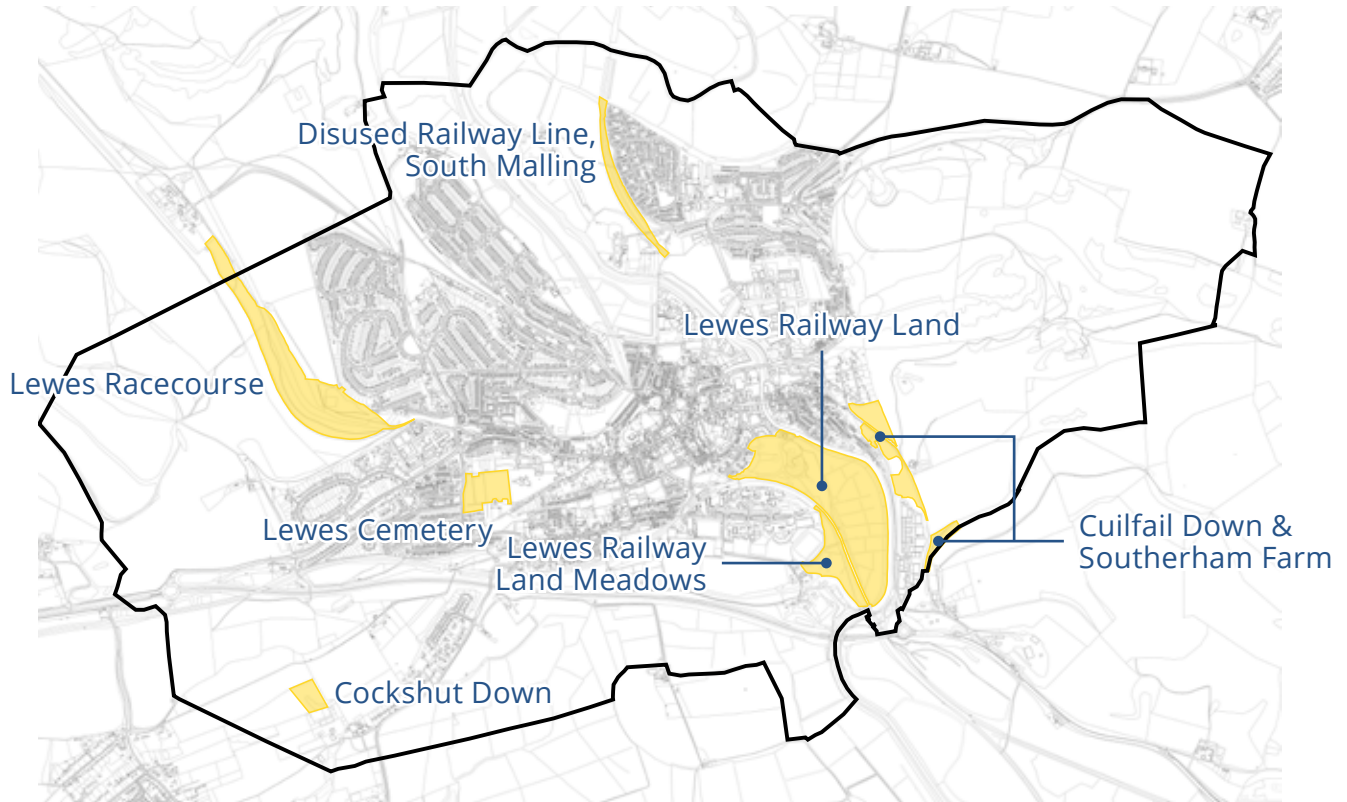 Disused Railway Line,
South Malling
Lewes Railway Land
Lewes Racecourse
Lewes Cemetery
Lewes Railway
Land Meadows
Cuilfail Down &
Southerham Farm
Cockshut Down